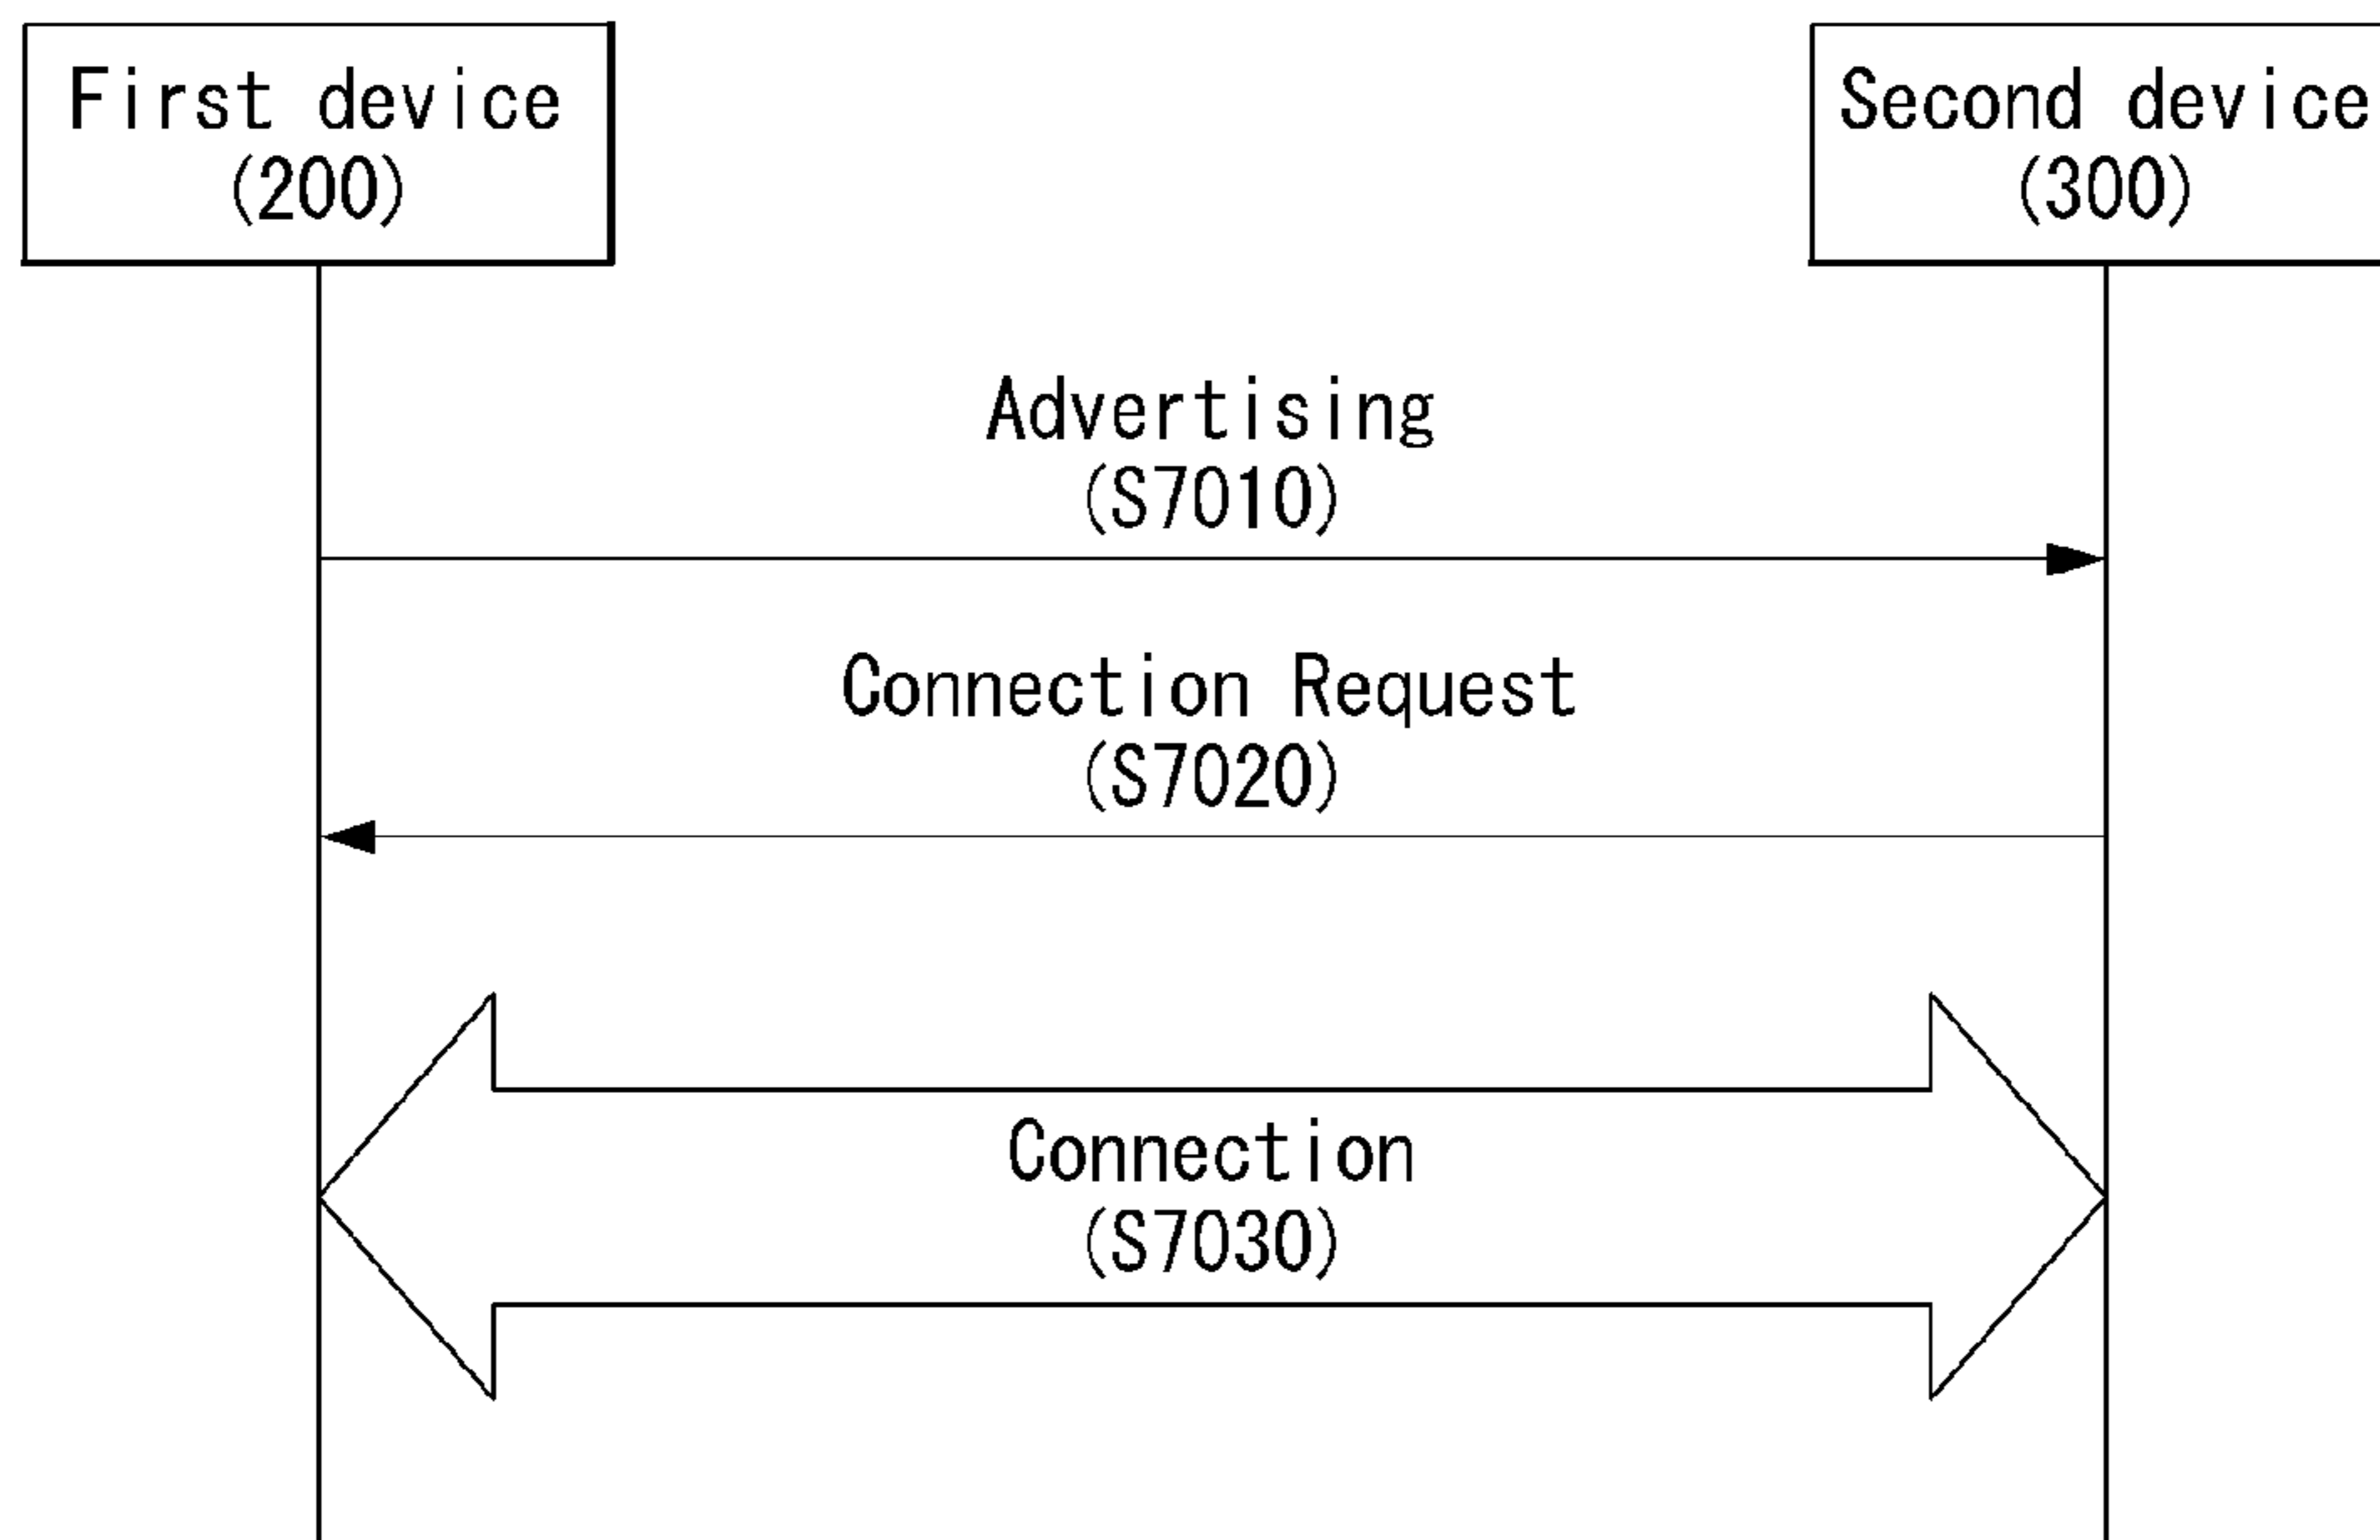 First device
(200)
Second device
(300)
Advertising
(S7010)
Connection Request
(S7020)
Connection
(S7030)